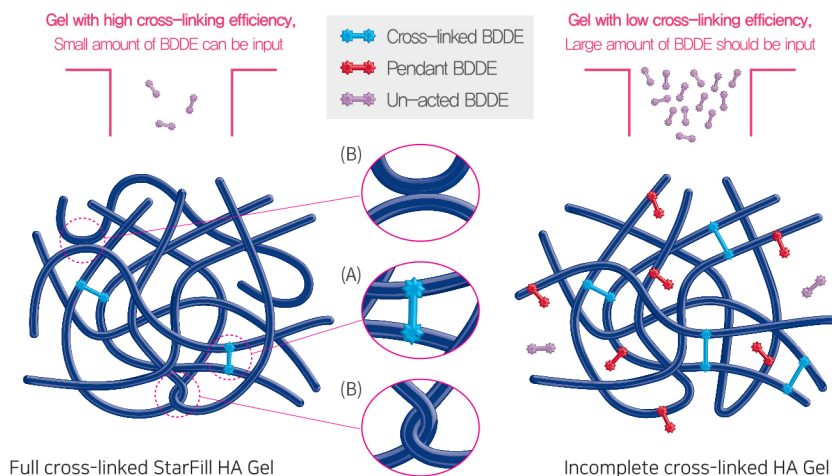 Gel with high cross-linking efficiency,
Small amount of BDDE can be input
Cross-linked BDDE
Pendant BDDE
Un-acted BDDE
Gel with low cross-linking efficiency,
Large amount of BDDE should be input
(B)
(A)
(B)
Full cross-linked StarFill HA Gel
Incomplete cross-linked HA Gel